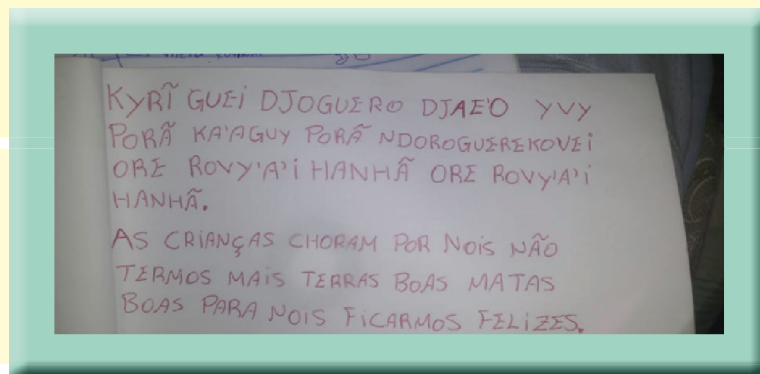 KYRĨ GUEI DJOGUERO DJAE'O YVY
PORÃ KA'AGUY PORÃ NDOROGUEREKOVEI
ORE ROVY'A'I HANHÃ ORE ROVY'A'I
HANHÃ.
AS CRIANÇAS CHORAM POR NOIS NÃO
TERMOS MAIS TERRAS BOAS MATAS
BOAS PARA NOIS FICARMOS FELIZES.